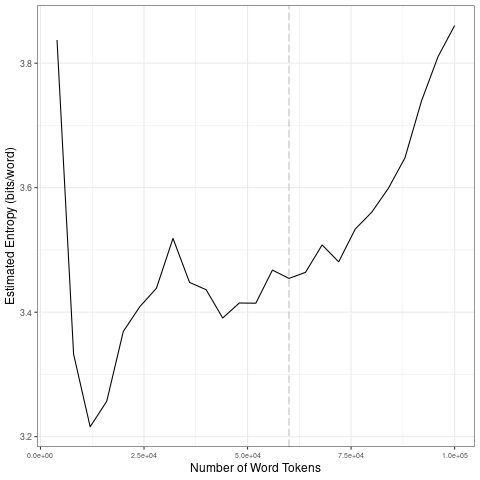 Estimated Entropy (bits/word)
3.8
3.6
3.4
3.2
0.0e+00 2.5e+04 5.0e+04 7.5e+04 1.0e+05
Number of Word Tokens